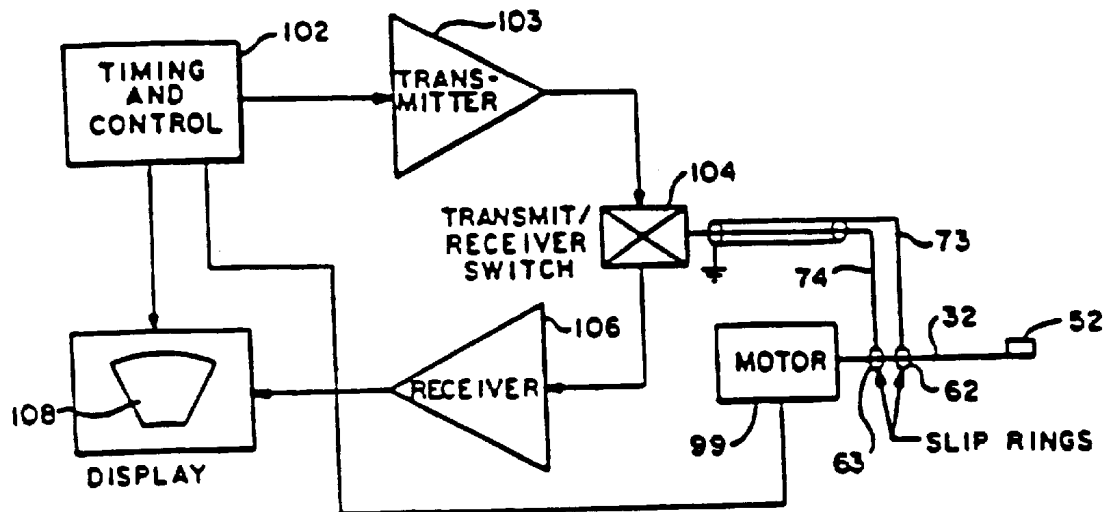 102
TIMING
AND
CONTROL
103
TRANS-
MITTER
104
TRANSMIT/
RECEIVER
SWITCH
73
74
106
RECEIVER
108
DISPLAY
MOTOR
99
32
52
62
63
SLIP RINGS